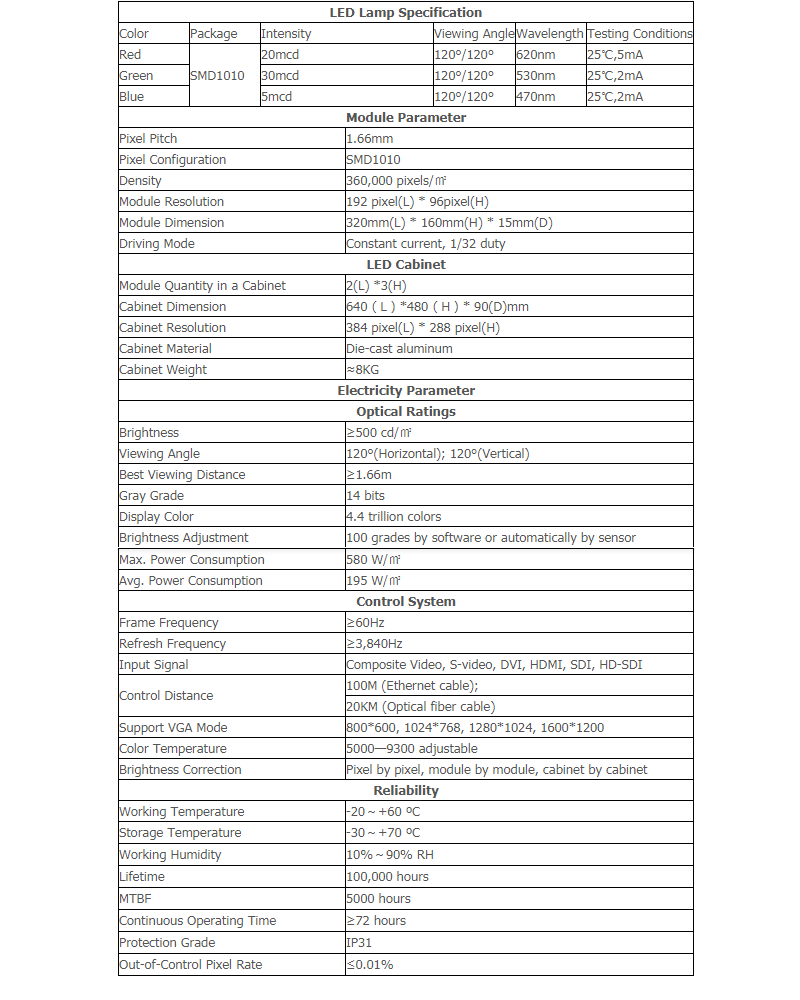 LED Lamp Specification
Color Package Intensity Viewing Angle Wavelength Testing Conditions
Red SMD1010 20mcd 120°/120° 620nm 25℃,5mA
Green 30mcd 120°/120° 530nm 25℃,2mA
Blue 5mcd 120°/120° 470nm 25℃,2mA
Module Parameter
Pixel Pitch 1.66mm
Pixel Configuration SMD1010
Density 360,000 pixels/㎡
Module Resolution 192 pixel(L) * 96pixel(H)
Module Dimension 320mm(L) * 160mm(H) * 15mm(D)
Driving Mode Constant current, 1/32 duty
LED Cabinet
Module Quantity in a Cabinet 2(L) *3(H)
Cabinet Dimension 640（L）*480（H）* 90(D)mm
Cabinet Resolution 384 pixel(L) * 288 pixel(H)
Cabinet Material Die-cast aluminum
Cabinet Weight ≈8KG
Electricity Parameter
Optical Ratings
Brightness ≥500 cd/㎡
Viewing Angle 120°(Horizontal); 120°(Vertical)
Best Viewing Distance ≥1.66m
Gray Grade 14 bits
Display Color 4.4 trillion colors
Brightness Adjustment 100 grades by software or automatically by sensor
Max. Power Consumption 580 W/㎡
Avg. Power Consumption 195 W/㎡
Control System
Frame Frequency ≥60Hz
Refresh Frequency ≥3,840Hz
Input Signal Composite Video, S-video, DVI, HDMI, SDI, HD-SDI
Control Distance 100M (Ethernet cable);
20KM (Optical fiber cable)
Support VGA Mode 800*600, 1024*768, 1280*1024, 1600*1200
Color Temperature 5000—9300 adjustable
Brightness Correction Pixel by pixel, module by module, cabinet by cabinet
Reliability
Working Temperature -20～+60 ºC
Storage Temperature -30～+70 ºC
Working Humidity 10%～90% RH
Lifetime 100,000 hours
MTBF 5000 hours
Continuous Operating Time ≥72 hours
Protection Grade IP31
Out-of-Control Pixel Rate ≤0.01%